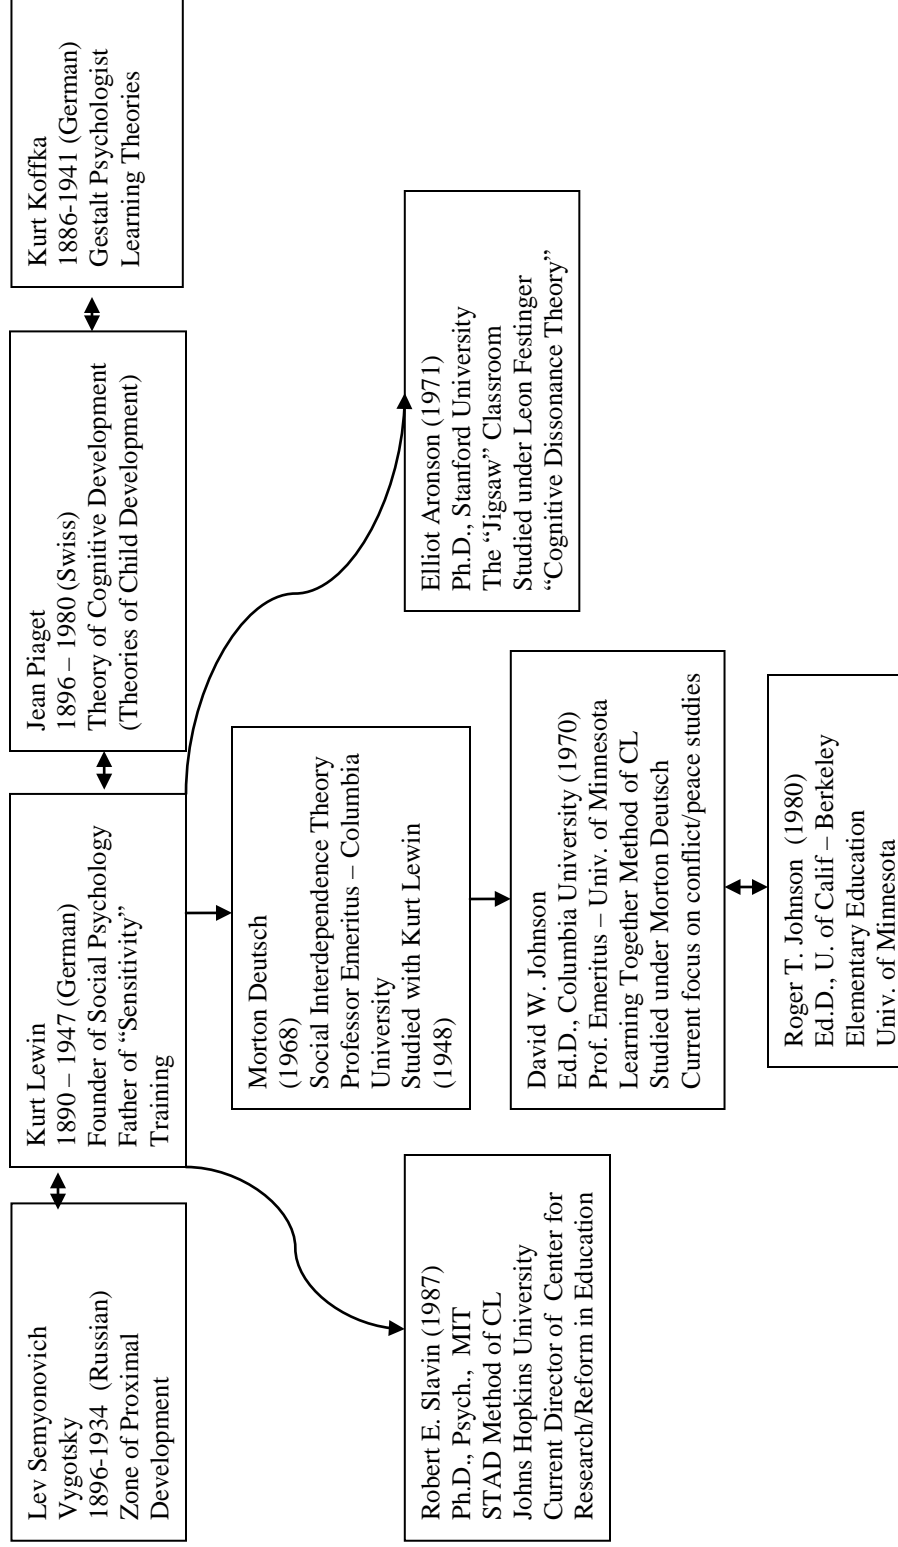 Lev Semyonovich
Vygotsky
1896-1934  (Russian)
Zone of Proximal
Development
Kurt Lewin
1890 – 1947 (German)
Founder of Social Psychology
Father of “Sensitivity”
Training
Jean Piaget
1896 – 1980 (Swiss)
Theory of Cognitive Development
(Theories of Child Development)
Kurt Koffka
1886-1941 (German)
Gestalt Psychologist
Learning Theories
Robert E. Slavin (1987)
Ph.D., Psych.,  MIT
STAD Method of CL
Johns Hopkins University
Current Director of  Center for
Research/Reform in Education
Morton Deutsch
(1968)
Social Interdependence Theory
Professor Emeritus – Columbia
University
Studied with Kurt Lewin
(1948)
Elliot Aronson (1971)
Ph.D., Stanford University
The “Jigsaw” Classroom
Studied under Leon Festinger
“Cognitive Dissonance Theory”
David W. Johnson
Ed.D., Columbia University (1970)
Prof. Emeritus – Univ. of Minnesota
Learning Together Method of CL
Studied under Morton Deutsch
Current focus on conflict/peace studies
Roger T. Johnson  (1980)
Ed.D., U. of Calif – Berkeley
Elementary Education
Univ. of Minnesota